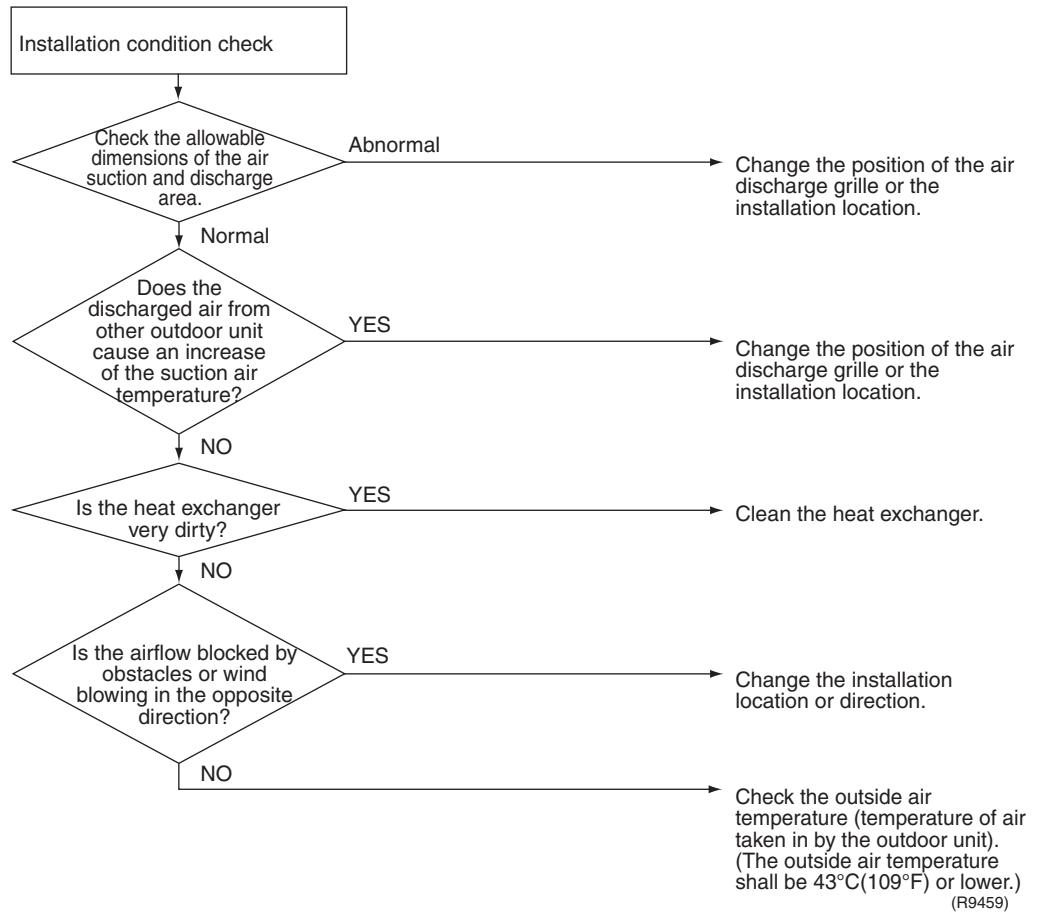 Installation condition check
Check the allowable
dimensions of the air
suction and discharge
area.
Abnormal
Change the position of the air
discharge grille or the
installation location.
Normal
Does the
discharged air from
other outdoor unit
cause an increase
of the suction air
temperature?
YES
Change the position of the air
discharge grille or the
installation location.
NO
Is the heat exchanger
very dirty?
YES
Clean the heat exchanger.
NO
Is the airflow blocked by
obstacles or wind
blowing in the opposite
direction?
YES
Change the installation
location or direction.
NO
Check the outside air
temperature (temperature of air
taken in by the outdoor unit).
(The outside air temperature
shall be 43°C(109°F) or lower.)
(R9459)